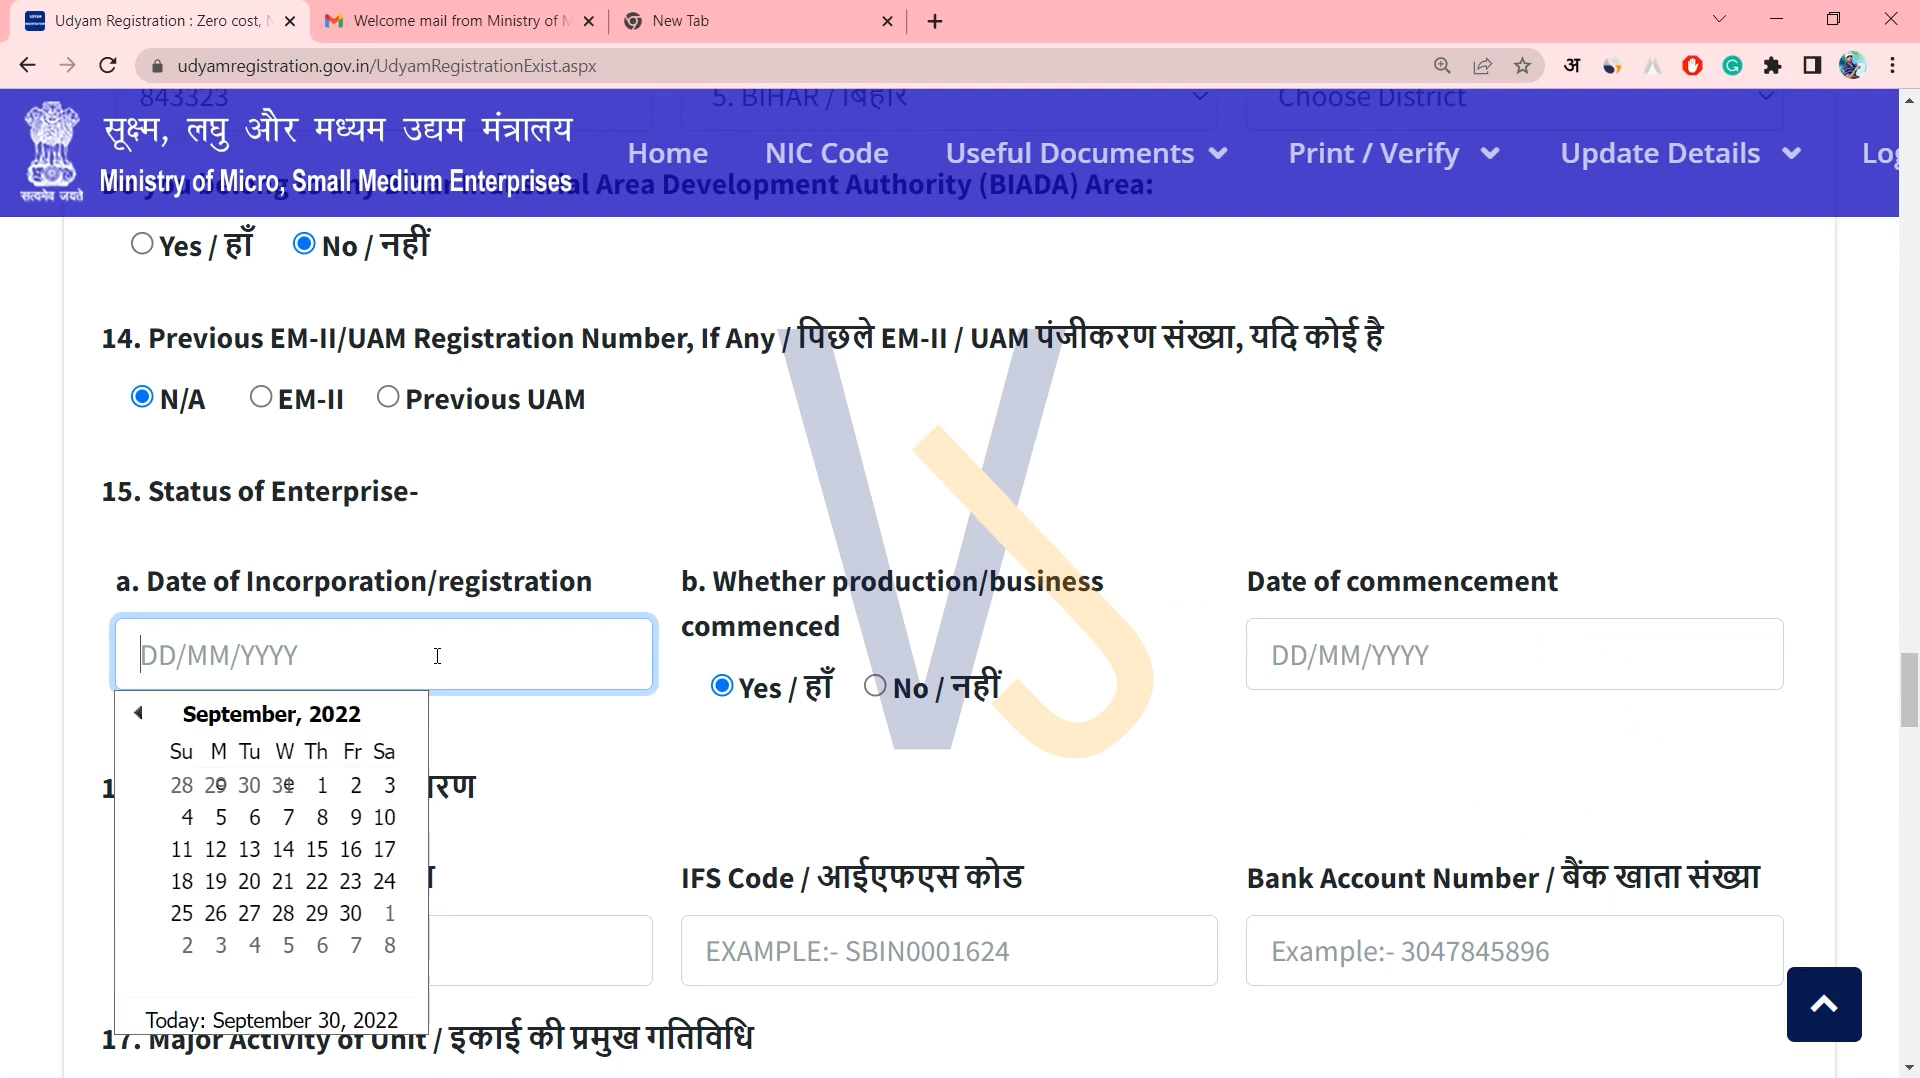 Udyam Registration : Zero cost,
Welcome mail from Ministry of
New Tab
udyamregistration.gov.in/UdyamRegistrationExist.aspx
843323
5. BIHAR / बिहार
Choose District
सूक्ष्म, लघु और मध्यम उद्यम मंत्रालय
Ministry of Micro, Small Medium Enterprises
सत्यमेव जयते
Home
NIC Code
Useful Documents
Print / Verify
Update Details
Area Development Authority (BIADA) Area:
Yes / हाँ No / नहीं
14. Previous EM-II/UAM Registration Number, If Any / पिछले EM-II / UAM पंजीकरण संख्या, यदि कोई है
N/A EM-II Previous UAM
15. Status of Enterprise-
a. Date of Incorporation/registration
b. Whether production/business
commenced
Date of commencement
DD/MM/YYYY
DD/MM/YYYY
Yes / हाँ No / नहीं
September, 2022
Su M Tu W Th Fr Sa
28 29 30 31 1 2 3
4 5 6 7 8 9 10
11 12 13 14 15 16 17
18 19 20 21 22 23 24
25 26 27 28 29 30 1
2 3 4 5 6 7 8
Today: September 30, 2022
IFS Code / आईएफएस कोड
Bank Account Number / बैंक खाता संख्या
EXAMPLE:- SBIN0001624
Example:- 3047845896
17. Major Activity of Unit / इकाई की प्रमुख गतिविधि